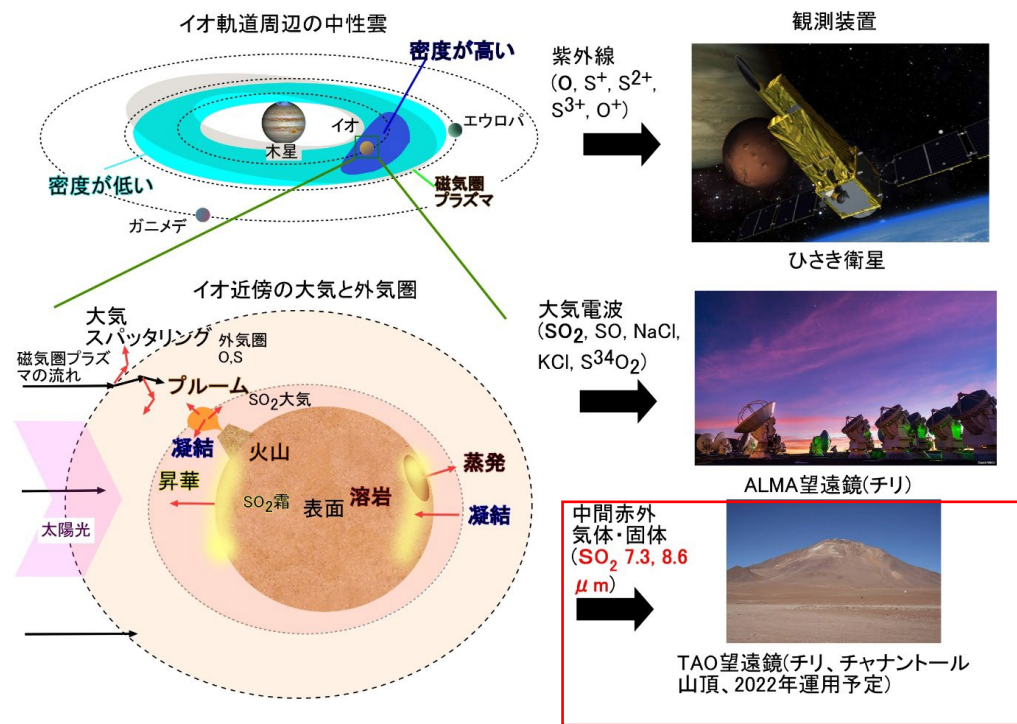 イオ軌道周辺の中性雲
密度が高い
イオ
木星
エウロパ
密度が低い
磁気圏
プラズマ
ガニメデ
紫外線
(O, S⁺, S²⁺,
S³⁺, O⁺)
観測装置
ひさき衛星
イオ近傍の大気と外気圏
大気
スパッタリング
外気圏
O,S
磁気圏プラズ
マの流れ
プルーム
SO₂大気
凝結
火山
昇華
SO₂霜
表面
溶岩
蒸発
凝結
太陽光
大気電波
(SO₂, SO, NaCl,
KCl, S³⁴O₂)
ALMA望遠鏡(チリ)
中間赤外
気体・固体
(SO₂ 7.3, 8.6
μm)
TAO望遠鏡(チリ、チャナントール
山頂、2022年運用予定)